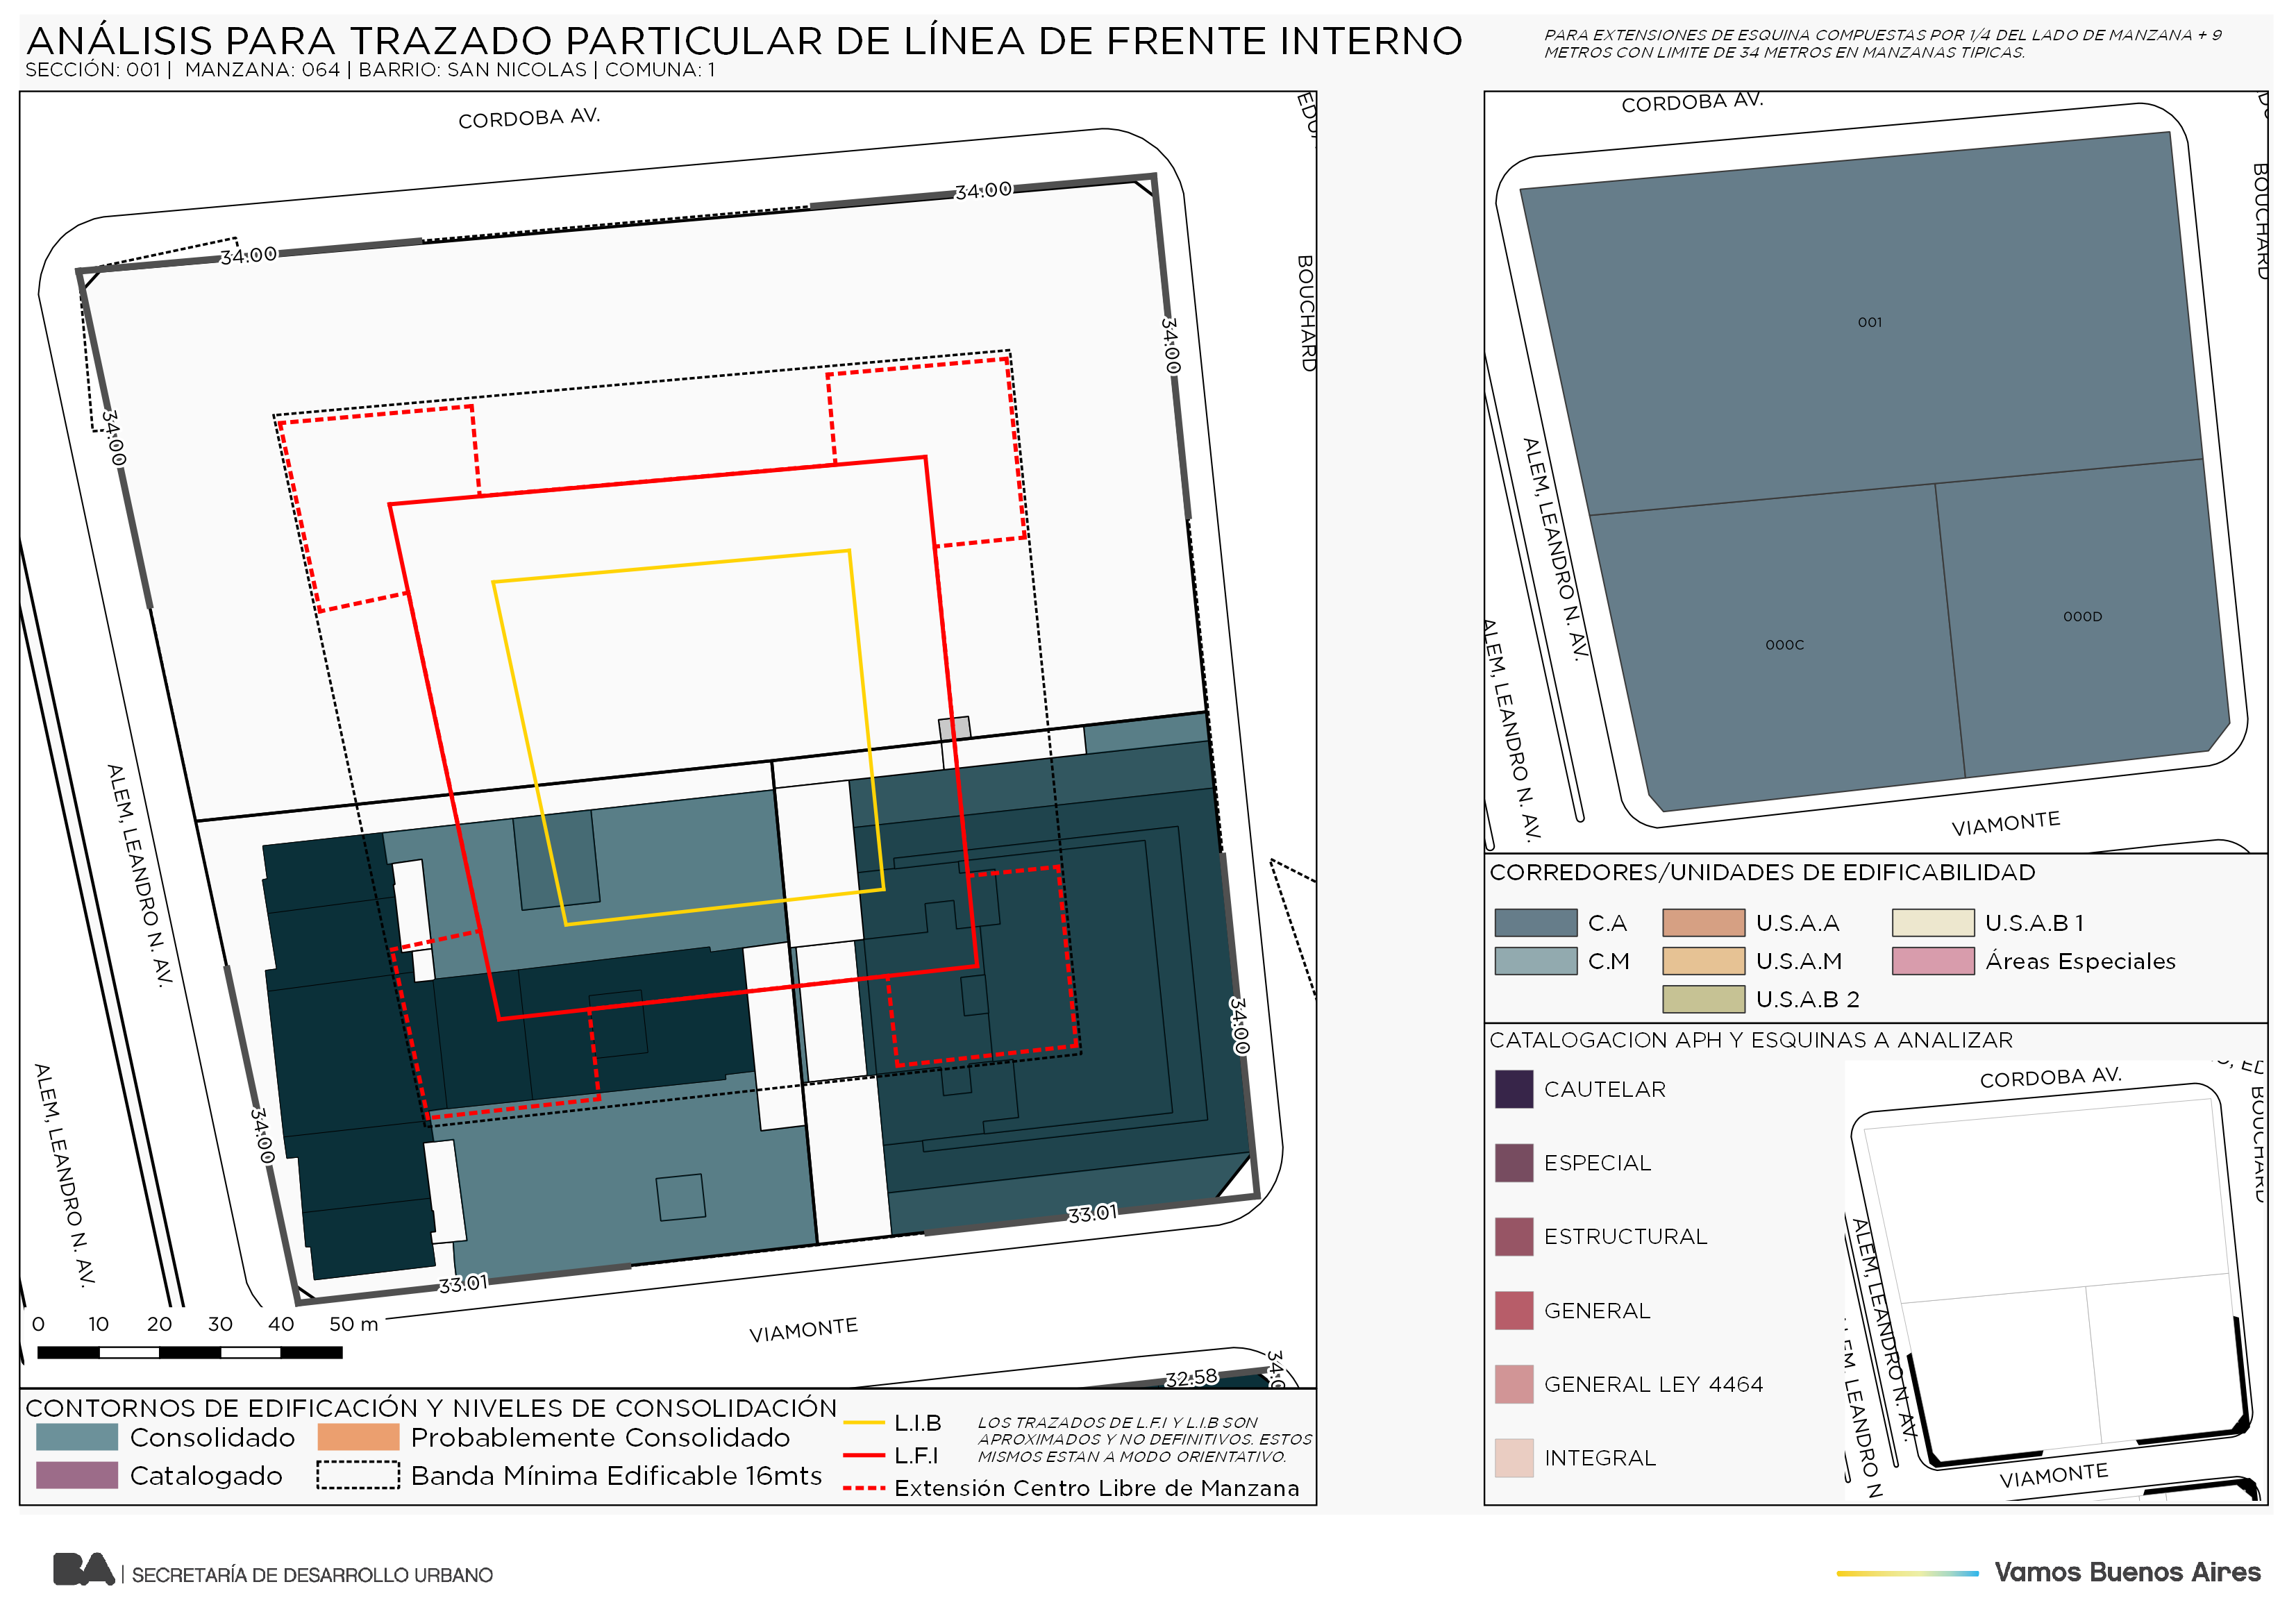 ANÁLISIS PARA TRAZADO PARTICULAR DE LÍNEA DE FRENTE INTERNO
SECCIÓN: 001 | MANZANA: 064 | BARRIO: SAN NICOLAS | COMUNA: 1
PARA EXTENSIONES DE ESQUINA COMPUESTAS POR 1/4 DEL LADO DE MANZANA + 9
METROS CON LIMITE DE 34 METROS EN MANZANAS TIPICAS.
CORDOBA AV.
BOUCHARD
34.00
34.00
34.00
34.00
ALEM, LEANDRO N. AV.
ALEM, LEANDRO N. AV.
34.00
34.00
33.01
33.01
VIAMONTE
32.58
0 10 20 30 40 50 m
CONTORNOS DE EDIFICACIÓN Y NIVELES DE CONSOLIDACIÓN
Consolidado
Probablemente Consolidado
Catalogado
Banda Mínima Edificable 16mts
L.I.B
L.F.I
Extensión Centro Libre de Manzana
LOS TRAZADOS DE L.F.I Y L.I.B SON
APROXIMADOS Y NO DEFINITIVOS. ESTOS
MISMOS ESTAN A MODO ORIENTATIVO.
CORDOBA AV.
BOUCHARD
001
000C
000D
ALEM, LEANDRO N. AV.
ALEM, LEANDRO N. AV.
VIAMONTE
CORREDORES/UNIDADES DE EDIFICABILIDAD
C.A
U.S.A.A
U.S.A.B 1
C.M
U.S.A.M
Áreas Especiales
U.S.A.B 2
CATALOGACION APH Y ESQUINAS A ANALIZAR
CAUTELAR
ESPECIAL
ESTRUCTURAL
GENERAL
GENERAL LEY 4464
INTEGRAL
CORDOBA AV.
BOUCHARD
ALEM, LEANDRO N. AV.
LEANDRO N
VIAMONTE
BA | SECRETARÍA DE DESARROLLO URBANO
Vamos Buenos Aires